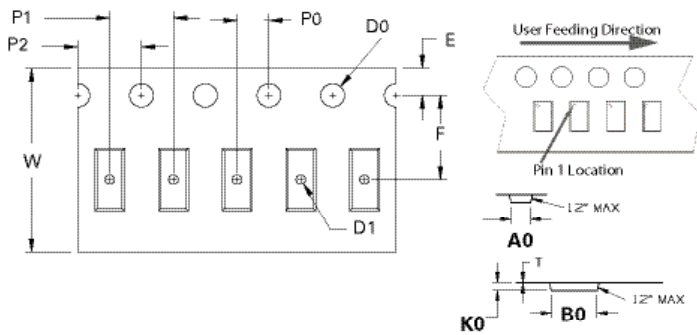 P1
P0
D0
P2
E
User Feeding Direction
W
F
Pin 1 Location
D1
12" MAX
A0
T
12" MAX
K0
B0